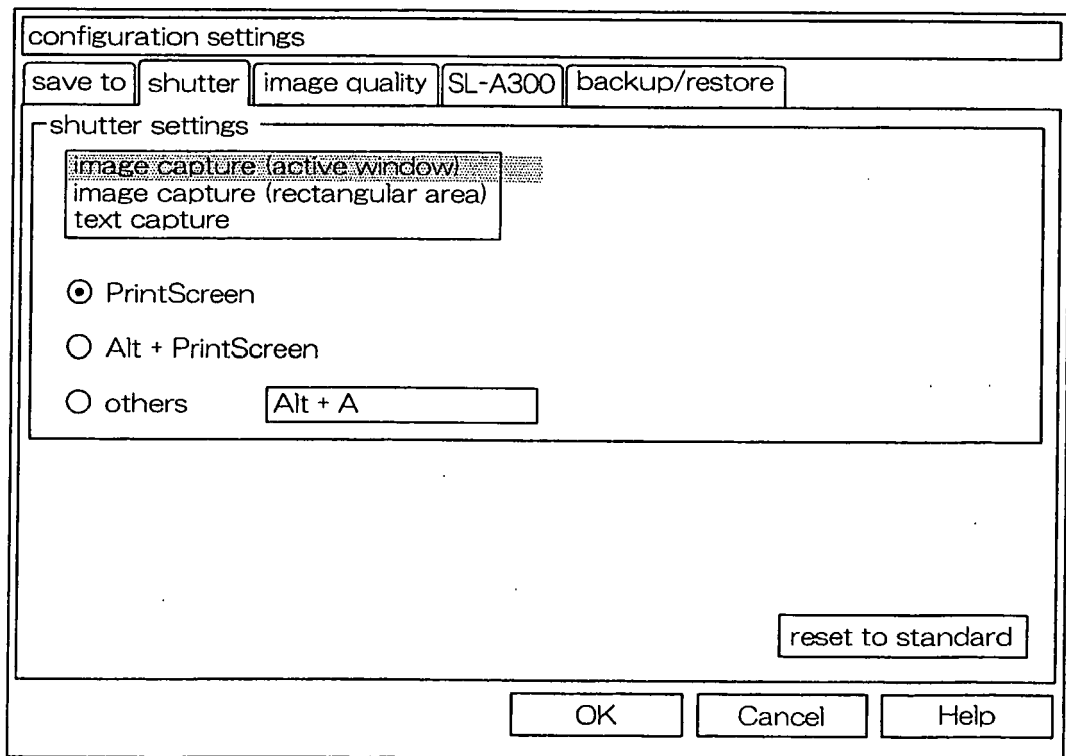 configuration settings
save to shutter image quality SL-A300 backup/restore
shutter settings
image capture (active window)
image capture (rectangular area)
text capture
PrintScreen
Alt + PrintScreen
others Alt + A
reset to standard
OK Cancel Help